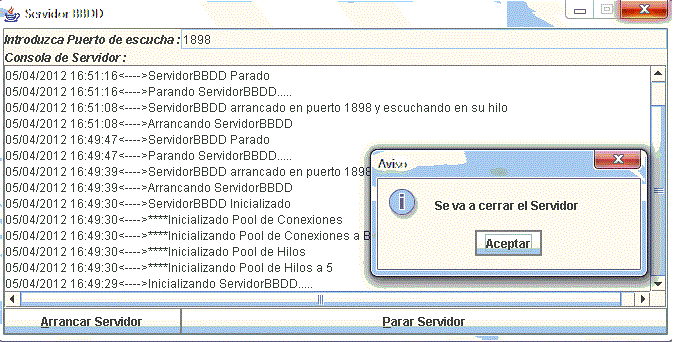 Servidor BBDD
Introduzca Puerto de escucha : 1898
Consola de Servidor :
05/04/2012 16:51:16<---->ServidorBBDD Parado
05/04/2012 16:51:16<---->Parando ServidorBBDD.....
05/04/2012 16:51:08<---->ServidorBBDD arrancado en puerto 1898 y escuchando en su hilo
05/04/2012 16:51:08<---->Arrancando ServidorBBDD
05/04/2012 16:49:47<---->ServidorBBDD Parado
05/04/2012 16:49:47<---->Parando ServidorBBDD.....
05/04/2012 16:49:39<---->ServidorBBDD arrancado en puerto 1898
05/04/2012 16:49:39<---->Arrancando ServidorBBDD
05/04/2012 16:49:30<---->ServidorBBDD Inicializado
05/04/2012 16:49:30<---->****Inicializado Pool de Conexiones
05/04/2012 16:49:30<---->****Inicializando Pool de Conexiones a B
05/04/2012 16:49:30<---->****Inicializado Pool de Hilos
05/04/2012 16:49:30<---->****Inicializando Pool de Hilos a 5
05/04/2012 16:49:29<---->Inicializando ServidorBBDD.....
Aviso
Se va a cerrar el Servidor
Aceptar
Arrancar Servidor
Parar Servidor